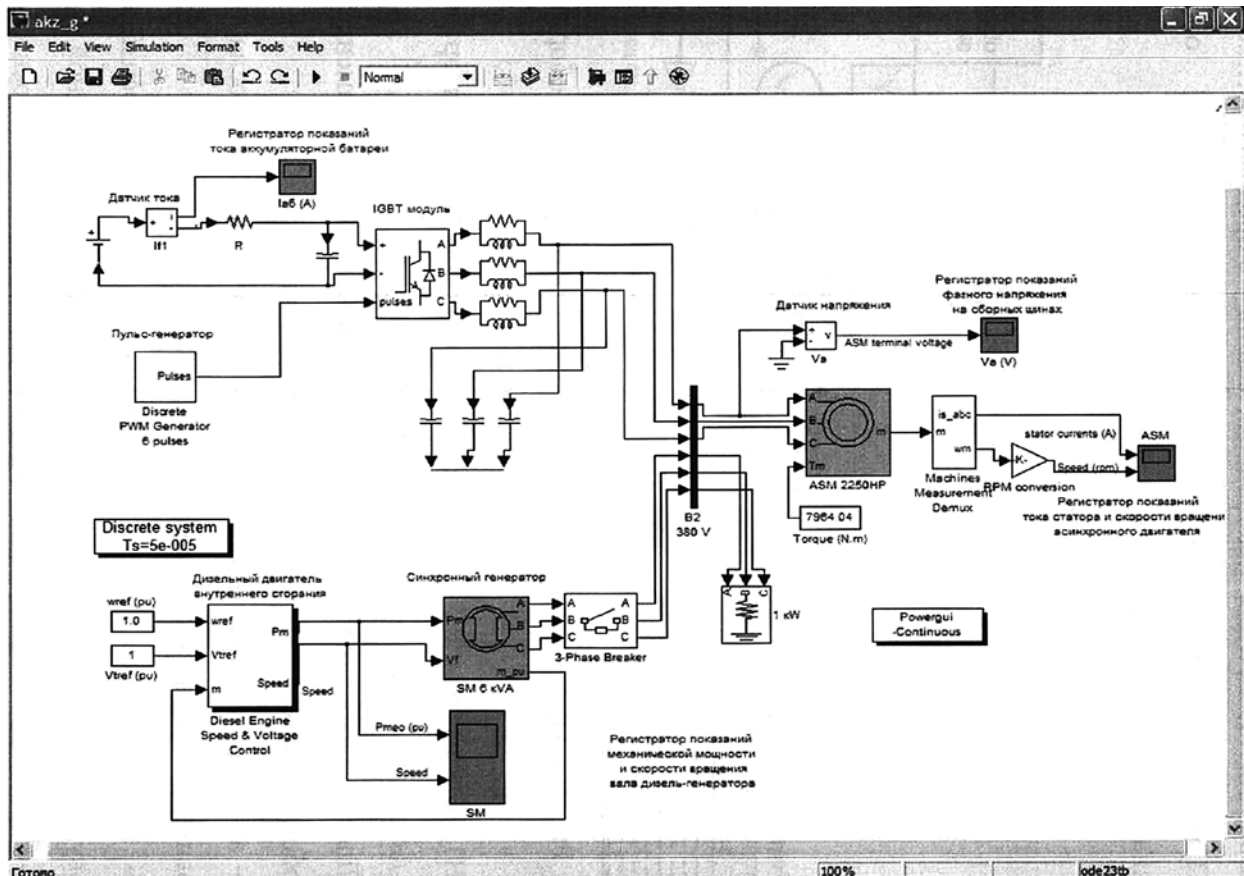 akz_g *
File Edit View Simulation Format Tools Help
Normal
Регистратор показаний
тока аккумуляторной батареи
Iаб (A)
Датчик тока
+
i
-
If1
R
+
IGBT модуль
+
-
pulses
A
B
C
Пульс-генератор
Pulses
Discrete
PWM Generator
6 pulses
Регистратор показаний
фазного напряжения
на сборных шинах
Va (V)
Датчик напряжения
+
-
v
Va
ASM terminal voltage
B2
380 V
A
B
C
Tm
m
ASM 2250HP
7964.04
Torque (N.m)
m
is_abc
wm
Machines
Measurement
Demux
stator currents (A)
-K-
Speed (rpm)
RPM conversion
ASM
Регистратор показаний
тока статора и скорости вращени
асинхронного двигателя
Discrete system
Ts=5e-005
Дизельный двигатель
внутреннего сгорания
wref (pu)
1.0
1
Vtref (pu)
wref
Vtref
m
Pm
Speed
Speed
Diesel Engine
Speed & Voltage
Control
Синхронный генератор
Pm
Vf
A
B
C
m_pu
SM 6 kVA
A
B
C
A
B
C
3-Phase Breaker
A
B
C
1 kW
Powergui
-Continuous
Pmeo (pu)
Speed
SM
Регистратор показаний
механической мощности
и скорости вращения
вала дизель-генератора
Готово
100%
ode23tb